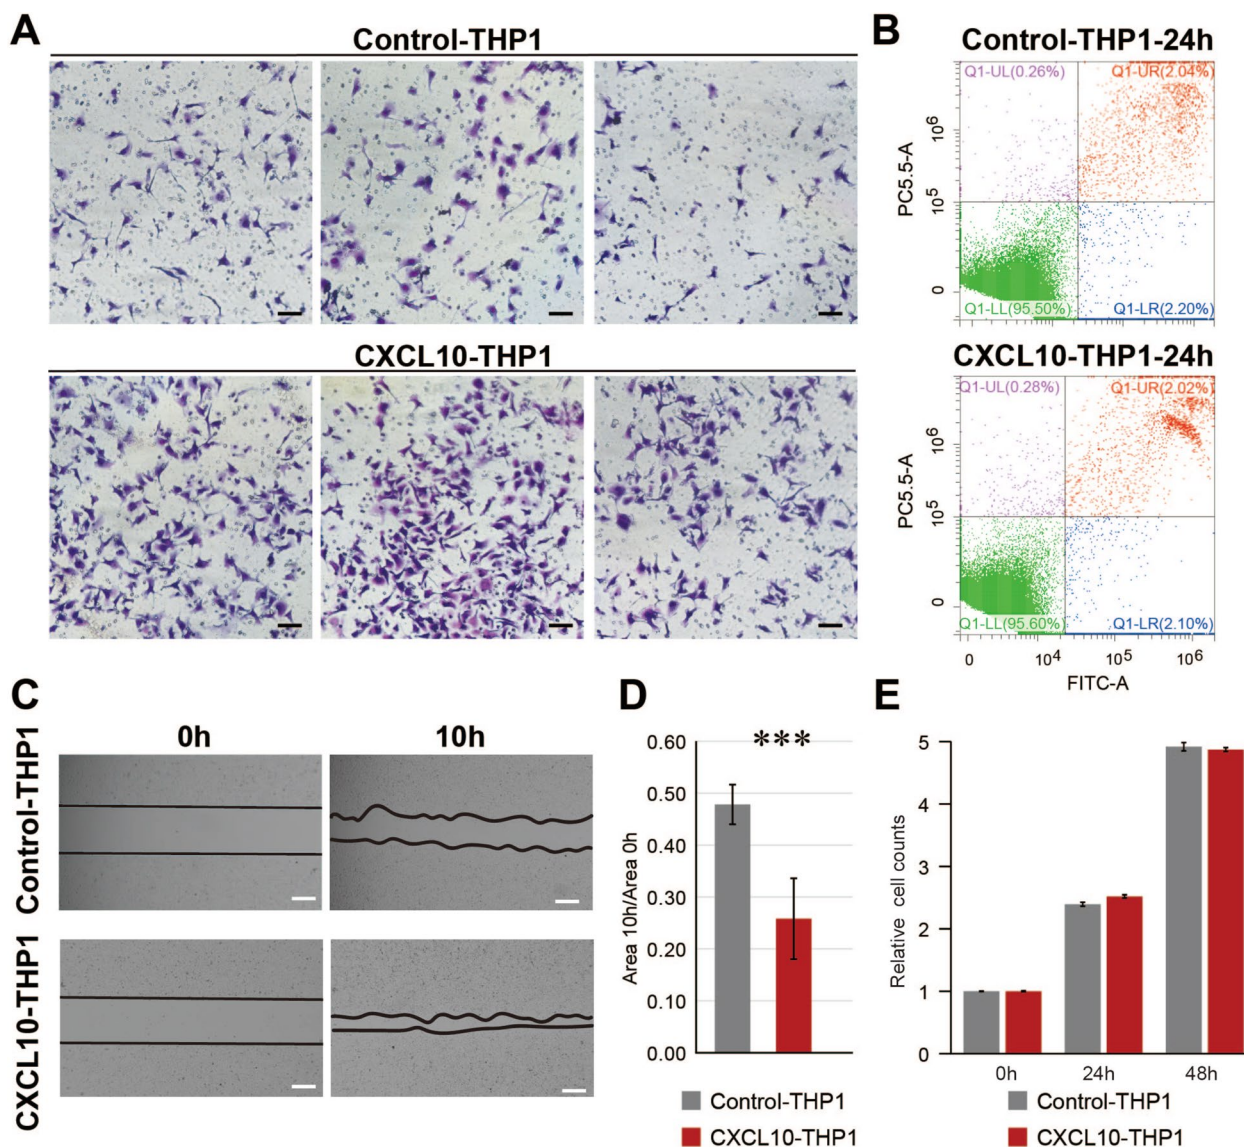 A
Control-THP1
CXCL10-THP1
B
Control-THP1-24h
Q1-UL(0.26%)
Q1-UR(2.04%)
PC5.5-A
10⁶
10⁵
0
Q1-LL(95.50%)
Q1-LR(2.20%)
CXCL10-THP1-24h
Q1-UL(0.28%)
Q1-UR(2.02%)
PC5.5-A
10⁶
10⁵
0
Q1-LL(95.60%)
Q1-LR(2.10%)
0
10⁴
10⁵
10⁶
FITC-A
C
0h
10h
Control-THP1
CXCL10-THP1
D
***
Area 10h/Area 0h
0.60
0.50
0.40
0.30
0.20
0.10
0.00
Control-THP1
CXCL10-THP1
E
Relative cell counts
5
4
3
2
1
0
0h
24h
48h
Control-THP1
CXCL10-THP1